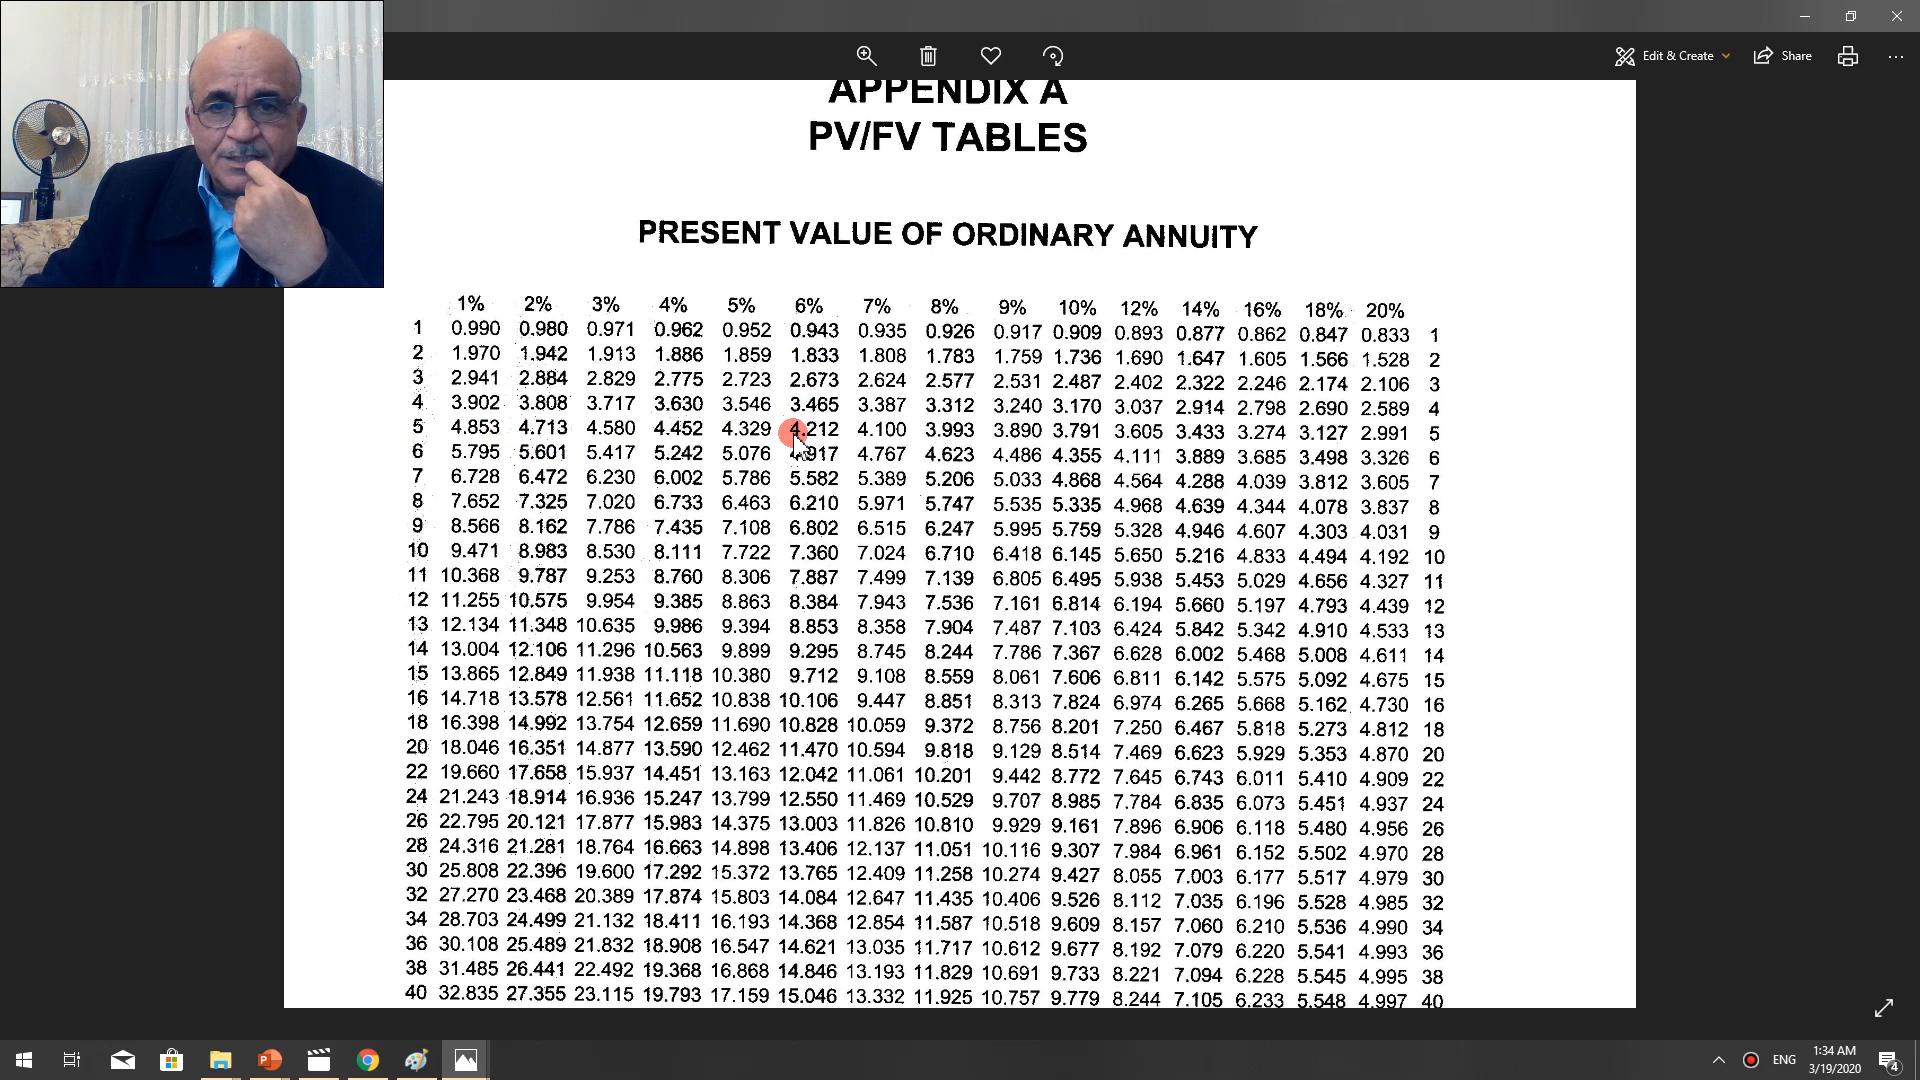 Edit & Create
Share
APPENDIX A
PV/FV TABLES
PRESENT VALUE OF ORDINARY ANNUITY
1% 2% 3% 4% 5% 6% 7% 8% 9% 10% 12% 14% 16% 18% 20%
1 0.990 0.980 0.971 0.962 0.952 0.943 0.935 0.926 0.917 0.909 0.893 0.877 0.862 0.847 0.833 1
2 1.970 1.942 1.913 1.886 1.859 1.833 1.808 1.783 1.759 1.736 1.690 1.647 1.605 1.566 1.528 2
3 2.941 2.884 2.829 2.775 2.723 2.673 2.624 2.577 2.531 2.487 2.402 2.322 2.246 2.174 2.106 3
4 3.902 3.808 3.717 3.630 3.546 3.465 3.387 3.312 3.240 3.170 3.037 2.914 2.798 2.690 2.589 4
5 4.853 4.713 4.580 4.452 4.329 4.212 4.100 3.993 3.890 3.791 3.605 3.433 3.274 3.127 2.991 5
6 5.795 5.601 5.417 5.242 5.076 .917 4.767 4.623 4.486 4.355 4.111 3.889 3.685 3.498 3.326 6
7 6.728 6.472 6.230 6.002 5.786 5.582 5.389 5.206 5.033 4.868 4.564 4.288 4.039 3.812 3.605 7
8 7.652 7.325 7.020 6.733 6.463 6.210 5.971 5.747 5.535 5.335 4.968 4.639 4.344 4.078 3.837 8
9 8.566 8.162 7.786 7.435 7.108 6.802 6.515 6.247 5.995 5.759 5.328 4.946 4.607 4.303 4.031 9
10 9.471 8.983 8.530 8.111 7.722 7.360 7.024 6.710 6.418 6.145 5.650 5.216 4.833 4.494 4.192 10
11 10.368 9.787 9.253 8.760 8.306 7.887 7.499 7.139 6.805 6.495 5.938 5.453 5.029 4.656 4.327 11
12 11.255 10.575 9.954 9.385 8.863 8.384 7.943 7.536 7.161 6.814 6.194 5.660 5.197 4.793 4.439 12
13 12.134 11.348 10.635 9.986 9.394 8.853 8.358 7.904 7.487 7.103 6.424 5.842 5.342 4.910 4.533 13
14 13.004 12.106 11.296 10.563 9.899 9.295 8.745 8.244 7.786 7.367 6.628 6.002 5.468 5.008 4.611 14
15 13.865 12.849 11.938 11.118 10.380 9.712 9.108 8.559 8.061 7.606 6.811 6.142 5.575 5.092 4.675 15
16 14.718 13.578 12.561 11.652 10.838 10.106 9.447 8.851 8.313 7.824 6.974 6.265 5.668 5.162 4.730 16
18 16.398 14.992 13.754 12.659 11.690 10.828 10.059 9.372 8.756 8.201 7.250 6.467 5.818 5.273 4.812 18
20 18.046 16.351 14.877 13.590 12.462 11.470 10.594 9.818 9.129 8.514 7.469 6.623 5.929 5.353 4.870 20
22 19.660 17.658 15.937 14.451 13.163 12.042 11.061 10.201 9.442 8.772 7.645 6.743 6.011 5.410 4.909 22
24 21.243 18.914 16.936 15.247 13.799 12.550 11.469 10.529 9.707 8.985 7.784 6.835 6.073 5.451 4.937 24
26 22.795 20.121 17.877 15.983 14.375 13.003 11.826 10.810 9.929 9.161 7.896 6.906 6.118 5.480 4.956 26
28 24.316 21.281 18.764 16.663 14.898 13.406 12.137 11.051 10.116 9.307 7.984 6.961 6.152 5.502 4.970 28
30 25.808 22.396 19.600 17.292 15.372 13.765 12.409 11.258 10.274 9.427 8.055 7.003 6.177 5.517 4.979 30
32 27.270 23.468 20.389 17.874 15.803 14.084 12.647 11.435 10.406 9.526 8.112 7.035 6.196 5.528 4.985 32
34 28.703 24.499 21.132 18.411 16.193 14.368 12.854 11.587 10.518 9.609 8.157 7.060 6.210 5.536 4.990 34
36 30.108 25.489 21.832 18.908 16.547 14.621 13.035 11.717 10.612 9.677 8.192 7.079 6.220 5.541 4.993 36
38 31.485 26.441 22.492 19.368 16.868 14.846 13.193 11.829 10.691 9.733 8.221 7.094 6.228 5.545 4.995 38
40 32.835 27.355 23.115 19.793 17.159 15.046 13.332 11.925 10.757 9.779 8.244 7.105 6.233 5.548 4.997 40
ENG
1:34 AM
3/19/2020
4